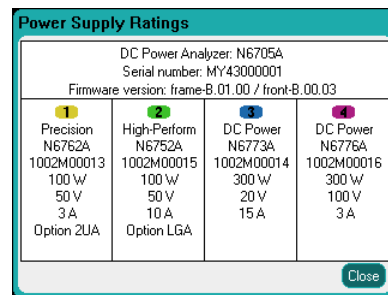 Power Supply Ratings
DC Power Analyzer: N6705A
Serial number: MY43000001
Firmware version: frame-B.01.00 / front-B.00.03
1
Precision
N6762A
1002M00013
100 W
50 V
3 A
Option 2UA
2
High-Perform
N6752A
1002M00015
100 W
50 V
10 A
Option LGA
3
DC Power
N6773A
1002M00014
300 W
20 V
15 A
4
DC Power
N6776A
1002M00016
300 W
100 V
3 A
Close